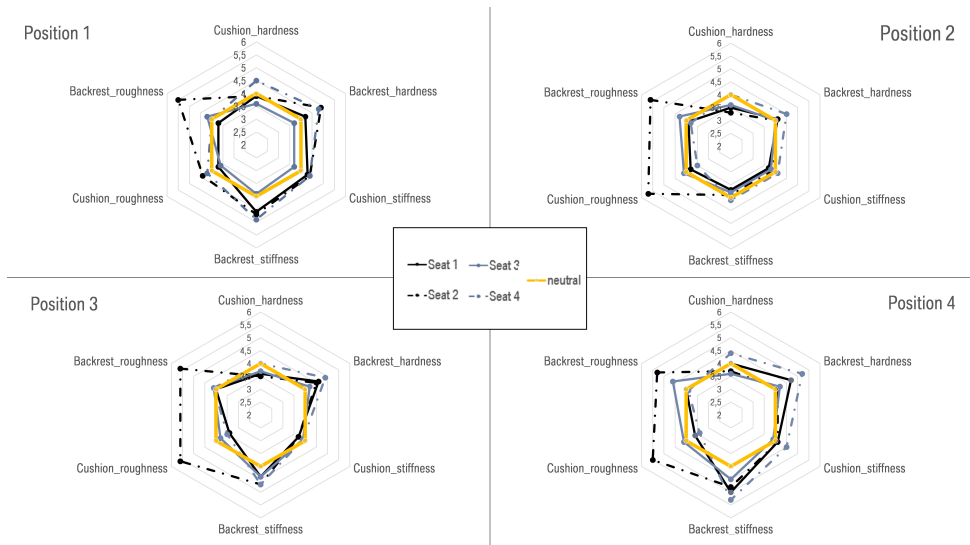 Position 1
Cushion_hardness
6
5,5
5
4,5
4
3,5
3
2,5
2
Backrest_hardness
Cushion_stiffness
Backrest_stiffness
Cushion_roughness
Backrest_roughness
Position 2
Cushion_hardness
6
5,5
5
4,5
4
3,5
3
2,5
2
Backrest_hardness
Cushion_stiffness
Backrest_stiffness
Cushion_roughness
Backrest_roughness
Seat 1
Seat 3
neutral
Seat 2
Seat 4
Position 3
Cushion_hardness
6
5,5
5
4,5
4
3,5
3
2,5
2
Backrest_hardness
Cushion_stiffness
Backrest_stiffness
Cushion_roughness
Backrest_roughness
Position 4
Cushion_hardness
6
5,5
5
4,5
4
3,5
3
2,5
2
Backrest_hardness
Cushion_stiffness
Backrest_stiffness
Cushion_roughness
Backrest_roughness